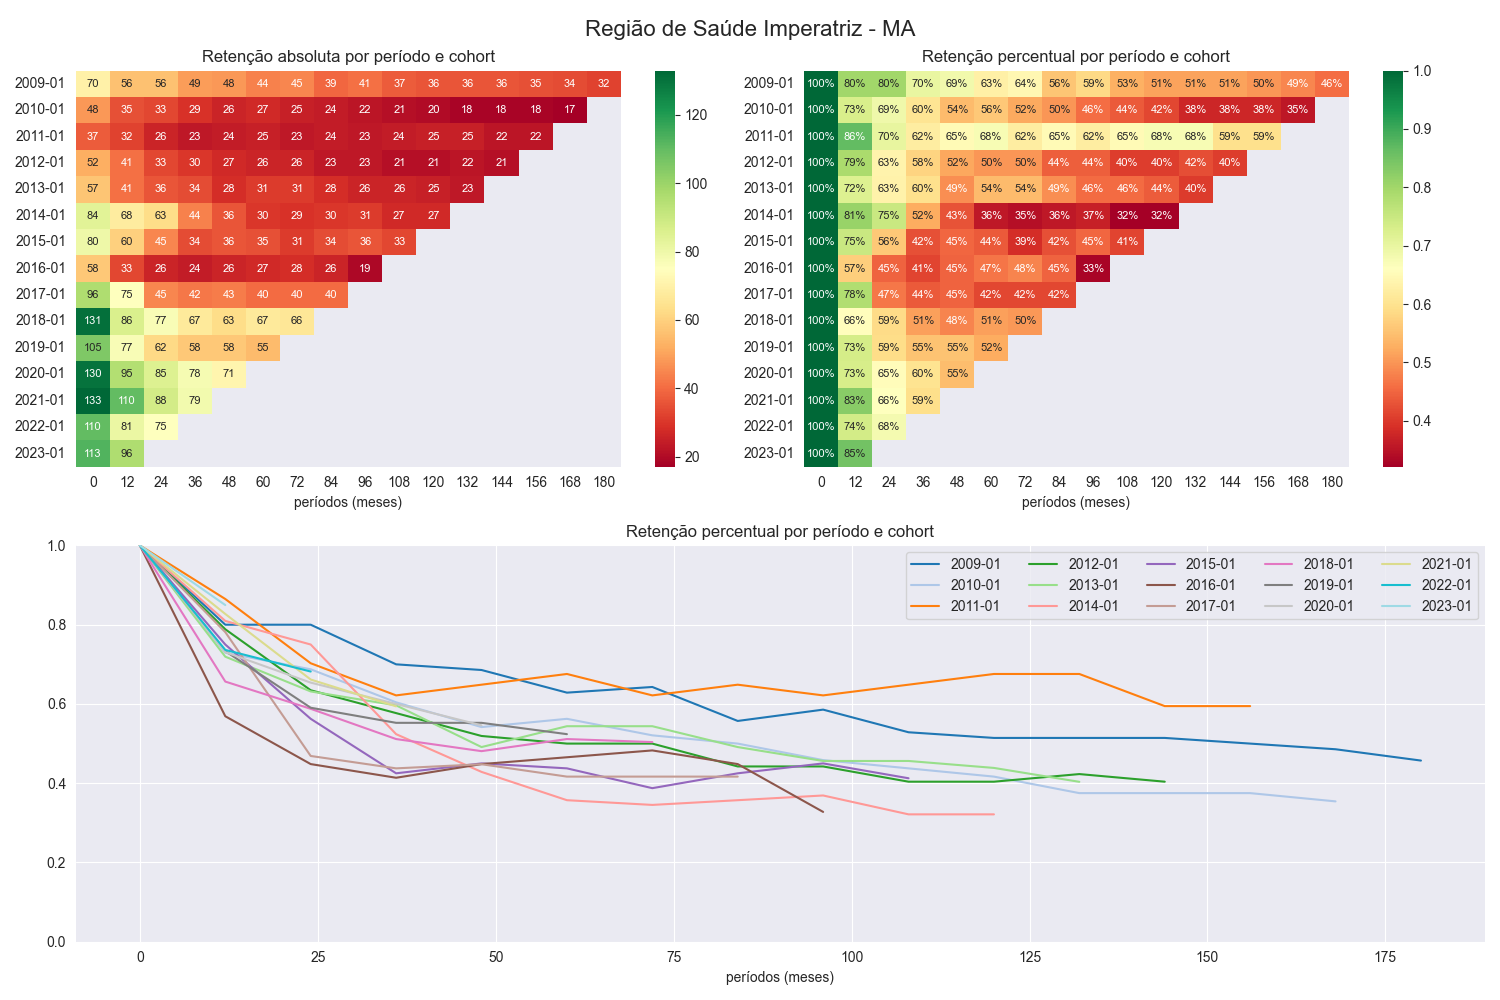 Região de Saúde Imperatriz - MA
Retenção absoluta por período e cohort
2009-01 70 56 56 49 48 44 45 39 41 37 36 36 36 35 34 32
2010-01 48 35 33 29 26 27 25 24 22 21 20 18 18 18 17
2011-01 37 32 26 23 24 25 23 24 23 24 25 25 22 22
2012-01 52 41 33 30 27 26 26 23 23 21 21 22 21
2013-01 57 41 36 34 28 31 31 28 26 26 25 23
2014-01 84 68 63 44 36 30 29 30 31 27 27
2015-01 80 60 45 34 36 35 31 34 36 33
2016-01 58 33 26 24 26 27 28 26 19
2017-01 96 75 45 42 43 40 40 40
2018-01 131 86 77 67 63 67 66
2019-01 105 77 62 58 58 55
2020-01 130 95 85 78 71
2021-01 133 110 88 79
2022-01 110 81 75
2023-01 113 96
0 12 24 36 48 60 72 84 96 108 120 132 144 156 168 180
períodos (meses)
120
100
80
60
40
20
Retenção percentual por período e cohort
2009-01 100% 80% 80% 70% 69% 63% 64% 56% 59% 53% 51% 51% 51% 50% 49% 46%
2010-01 100% 73% 69% 60% 54% 56% 52% 50% 46% 44% 42% 38% 38% 38% 35%
2011-01 100% 86% 70% 62% 65% 68% 62% 65% 62% 65% 68% 68% 59% 59%
2012-01 100% 79% 63% 58% 52% 50% 50% 44% 44% 40% 40% 42% 40%
2013-01 100% 72% 63% 60% 49% 54% 54% 49% 46% 46% 44% 40%
2014-01 100% 81% 75% 52% 43% 36% 35% 36% 37% 32% 32%
2015-01 100% 75% 56% 42% 45% 44% 39% 42% 45% 41%
2016-01 100% 57% 45% 41% 45% 47% 48% 45% 33%
2017-01 100% 78% 47% 44% 45% 42% 42% 42%
2018-01 100% 66% 59% 51% 48% 51% 50%
2019-01 100% 73% 59% 55% 55% 52%
2020-01 100% 73% 65% 60% 55%
2021-01 100% 83% 66% 59%
2022-01 100% 74% 68%
2023-01 100% 85%
0 12 24 36 48 60 72 84 96 108 120 132 144 156 168 180
períodos (meses)
1.0
0.9
0.8
0.7
0.6
0.5
0.4
Retenção percentual por período e cohort
1.0
0.8
0.6
0.4
0.2
0.0
2009-01 2012-01 2015-01 2018-01 2021-01
2010-01 2013-01 2016-01 2019-01 2022-01
2011-01 2014-01 2017-01 2020-01 2023-01
0 25 50 75 100 125 150 175
períodos (meses)